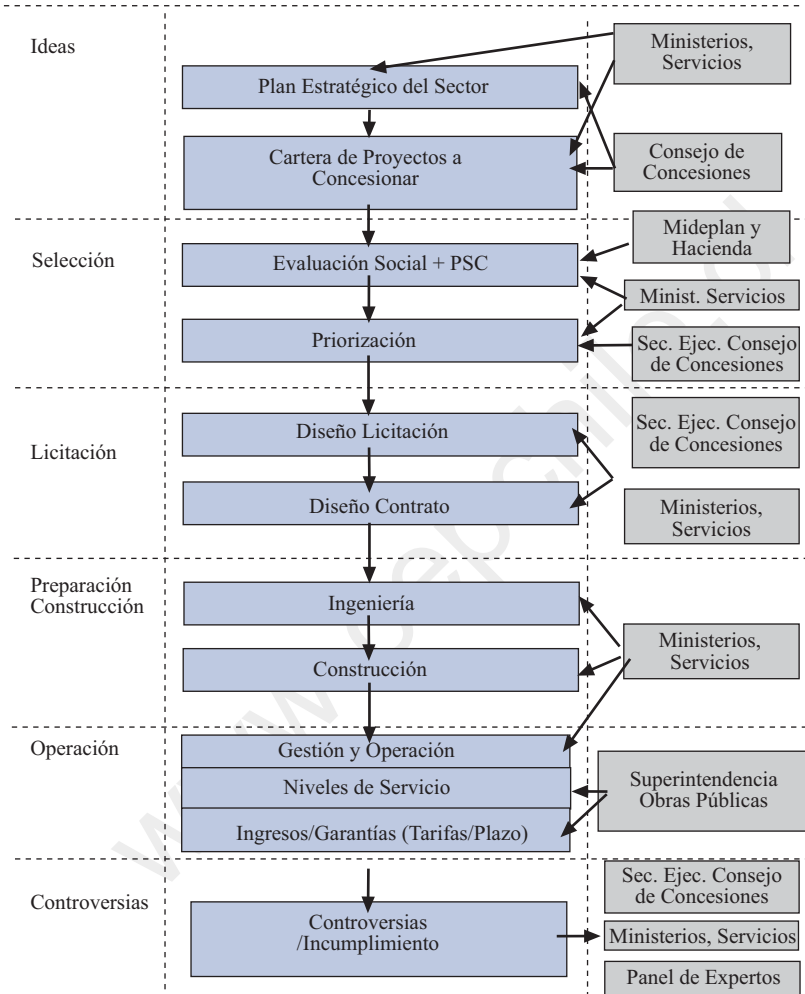 Ideas
Plan Estratégico del Sector
Ministerios,
Servicios
Cartera de Proyectos a
Concesionar
Consejo de
Concesiones
Selección
Evaluación Social + PSC
Mideplan y
Hacienda
Minist. Servicios
Priorización
Sec. Ejec. Consejo
de Concesiones
Licitación
Diseño Licitación
Sec. Ejec. Consejo
de Concesiones
Diseño Contrato
Ministerios,
Servicios
Preparación
Construcción
Ingeniería
Construcción
Ministerios,
Servicios
Operación
Gestión y Operación
Niveles de Servicio
Ingresos/Garantías (Tarifas/Plazo)
Superintendencia
Obras Públicas
Controversias
Controversias
/Incumplimiento
Sec. Ejec. Consejo
de Concesiones
Ministerios, Servicios
Panel de Expertos